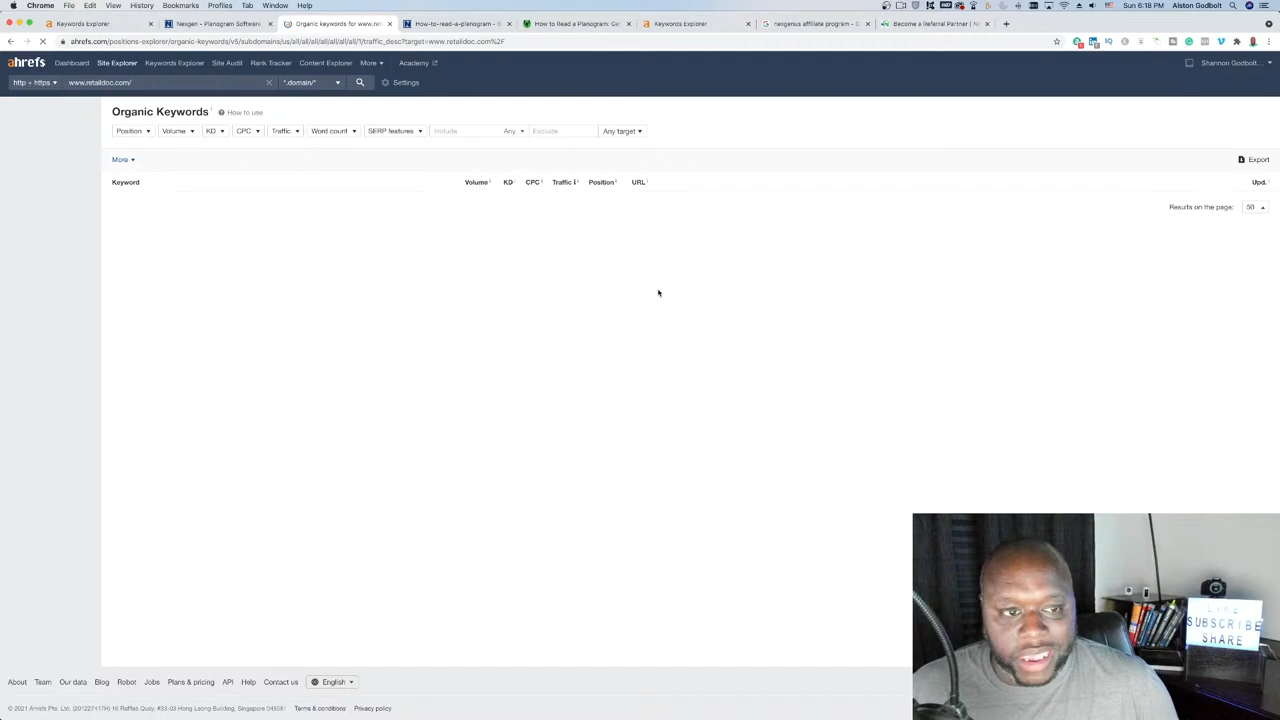 Chrome File Edit View History Bookmarks Profiles Tab Window Help Sun 6:18 PM Alston Godbolt
Keywords Explorer Nexgen - Planogram Software Organic keywords for www.ret How-to-read-a-planogram - How to Read a Planogram: Ge Keywords Explorer nexgenus affiliate program - Become a Referral Partner | N
ahrefs.com/positions-explorer/organic-keywords/v5/subdomains/us/all/all/all/all/all/all/1/traffic_desc?target=www.retaildoc.com%2F
ahrefs Dashboard Site Explorer Keywords Explorer Site Audit Rank Tracker Content Explorer More Academy Shannon Godbolt...
http + https www.retaildoc.com/ *.domain/* Settings
Organic Keywords How to use
Position Volume KD CPC Traffic Word count SERP features Include Any Exclude Any target
More Export
Keyword Volume KD CPC Traffic Position URL Upd.
Results on the page: 50
LIKE
SUBSCRIBE
SHARE
About Team Our data Blog Robot Jobs Plans & pricing API Help Contact us English
© 2021 Ahrefs Pte. Ltd. (201227417H) 16 Raffles Quay, #33-03 Hong Leong Building, Singapore 048581 Terms & conditions Privacy policy